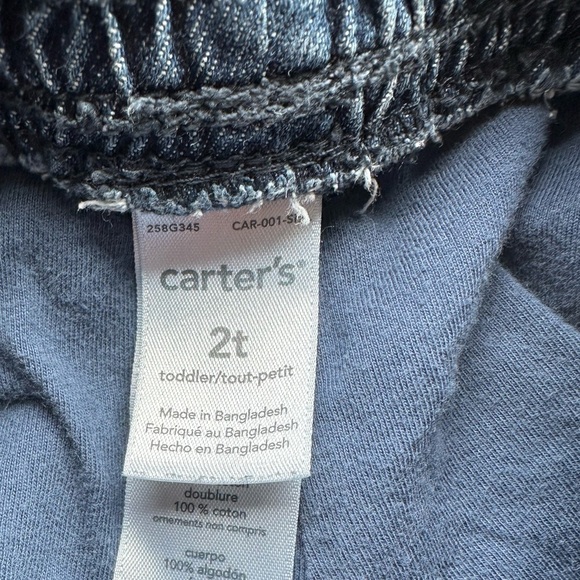 258G345 CAR-001-SU
carter's
2t
toddler/tout-petit
Made in Bangladesh
Fabriqué au Bangladesh
Hecho en Bangladesh
doublure
100 % coton
ornements non compris
cuerpo
100% algodón